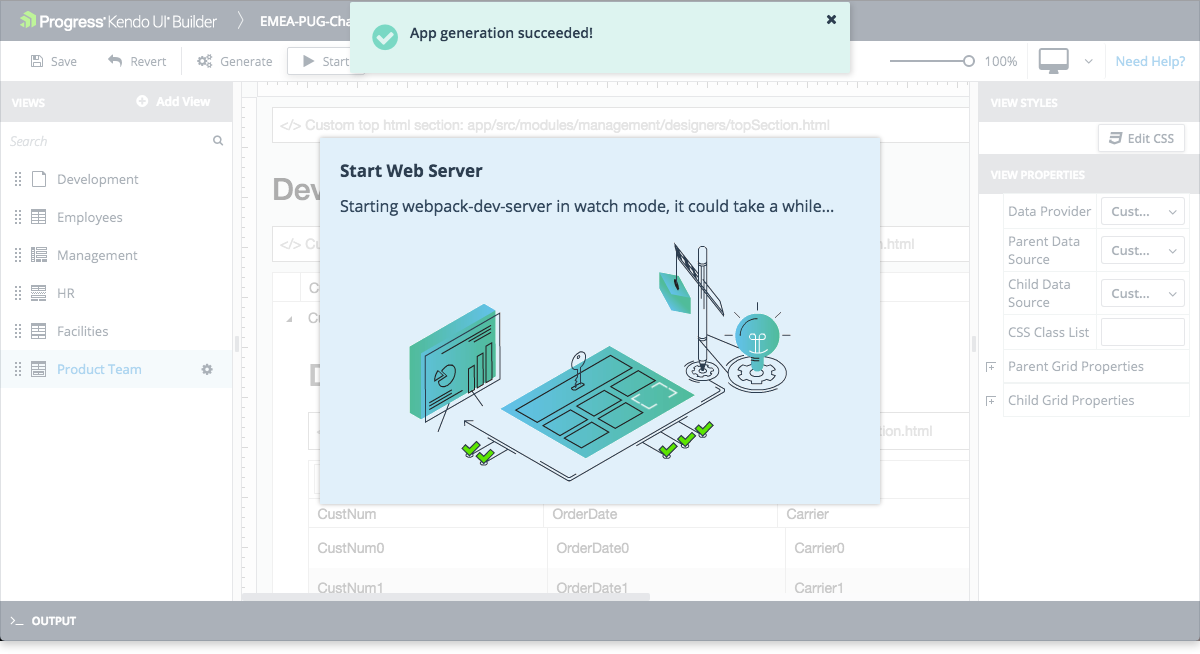 Progress® Kendo UI® Builder
EMEA-PUG-Cha
App generation succeeded!
Save
Revert
Generate
Start
100%
Need Help?
VIEWS
Add View
Search
Development
Employees
Management
HR
Facilities
Product Team
</> Custom top html section: app/src/modules/management/designers/topSection.html
Dev
</> Cu
n.html
C
Cu
D
tion.html
Start Web Server
Starting webpack-dev-server in watch mode, it could take a while...
CustNum OrderDate Carrier
CustNum0 OrderDate0 Carrier0
CustNum1 OrderDate1 Carrier1
VIEW STYLES
Edit CSS
VIEW PROPERTIES
Data Provider Cust...
Parent Data
Source
Cust...
Child Data
Source
Cust...
CSS Class List
Parent Grid Properties
Child Grid Properties
>_ OUTPUT